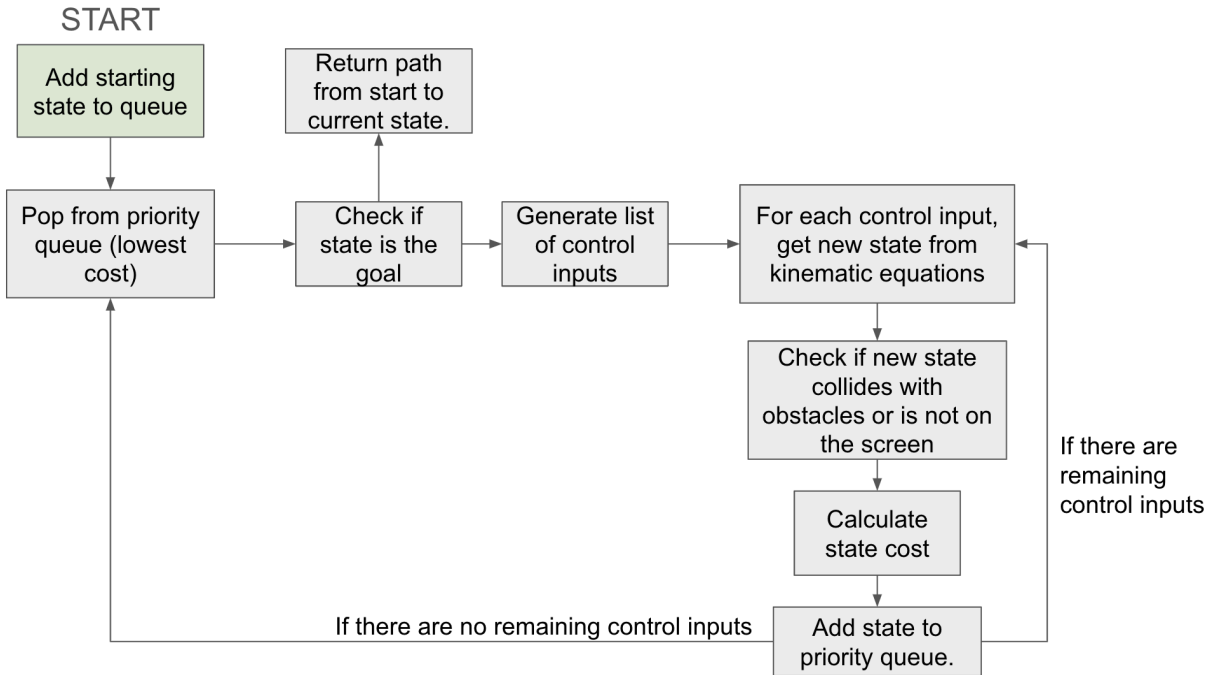 START
Add starting
state to queue
Return path
from start to
current state.
Pop from priority
queue (lowest
cost)
Check if
state is the
goal
Generate list
of control
inputs
For each control input,
get new state from
kinematic equations
Check if new state
collides with
obstacles or is not on
the screen
If there are
remaining
control inputs
Calculate
state cost
If there are no remaining control inputs
Add state to
priority queue.